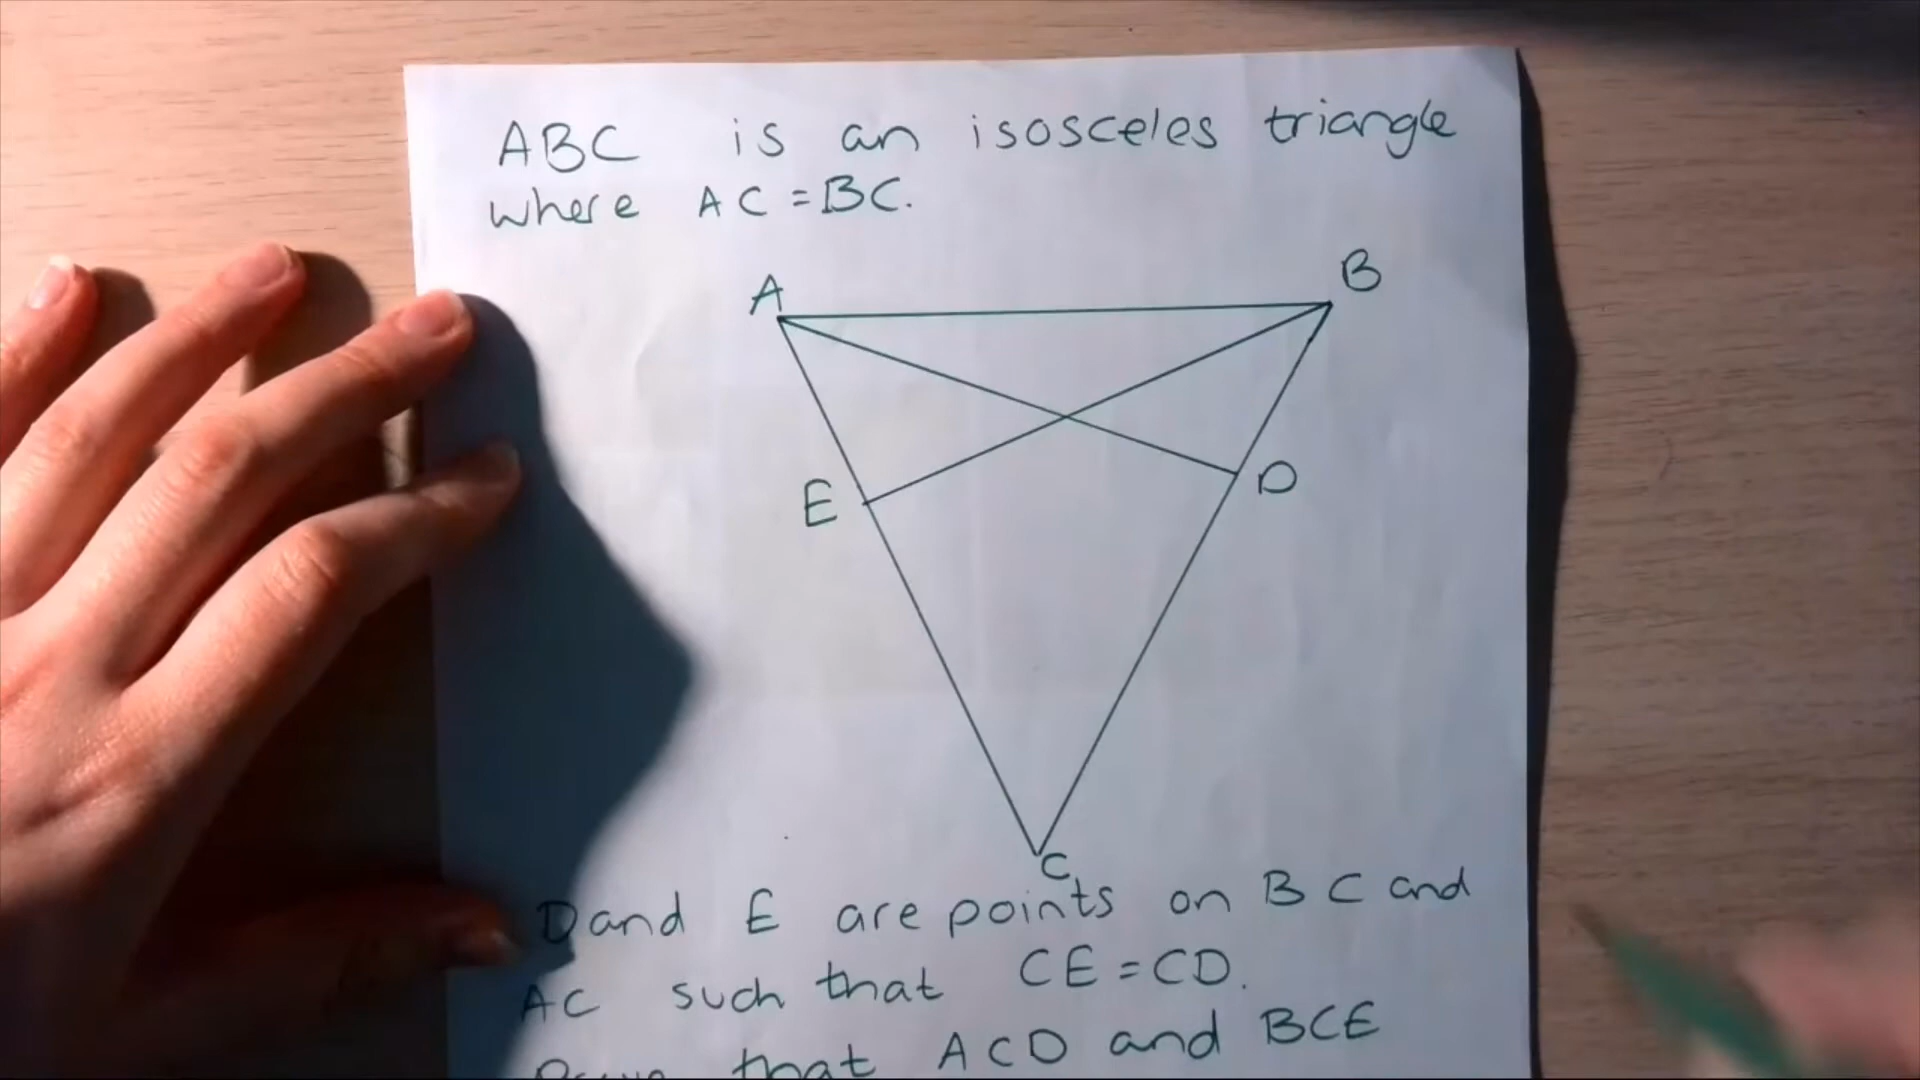 ABC is an isosceles triangle
where AC = BC.
A
B
E
D
C
D and E are points on BC and
AC such that CE = CD.
Prove that ACD and BCE